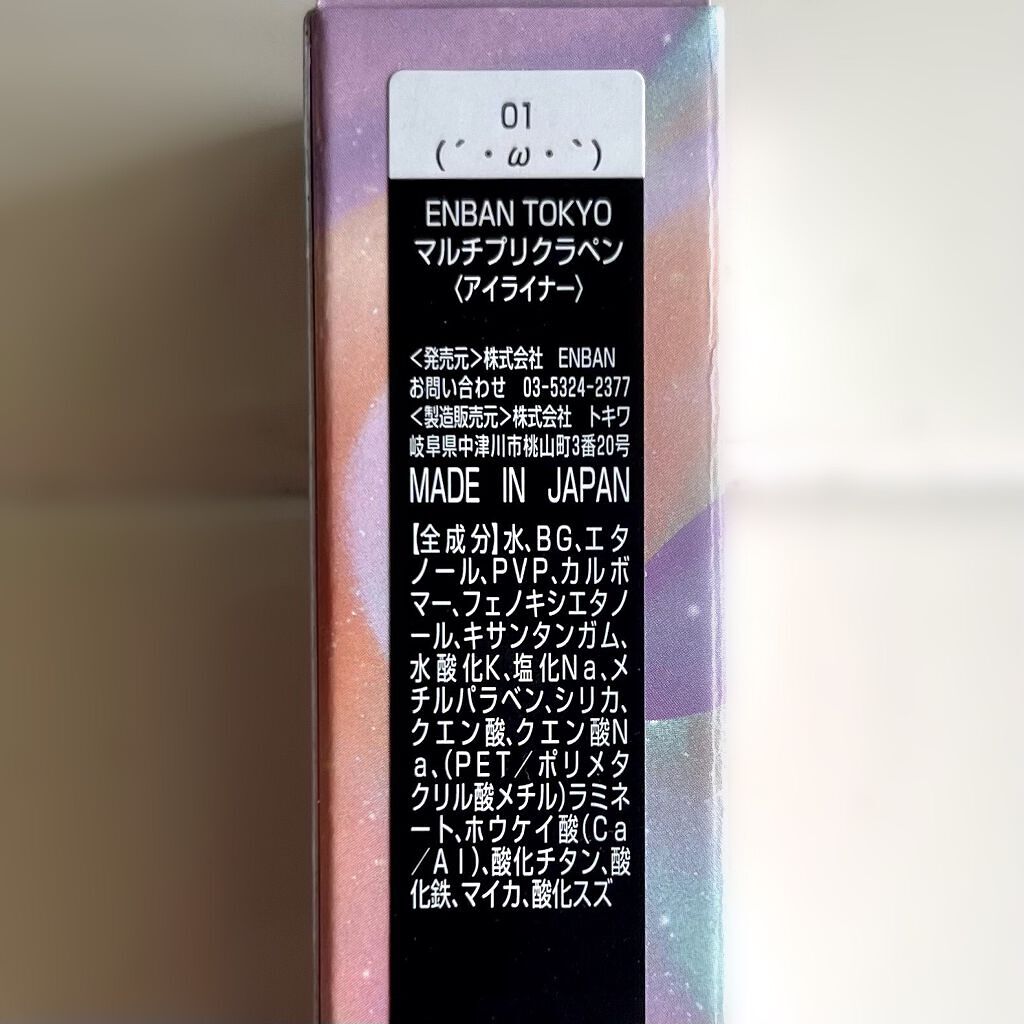 01
(´・ω・`)
ENBAN TOKYO
マルチプリクラペン
〈アイライナー〉
<発売元>株式会社 ENBAN
お問い合わせ 03-5324-2377
<製造販売元>株式会社 トキワ
岐阜県中津川市桃山町3番20号
MADE IN JAPAN
【全成分】水、BG、エタ
ノール、PVP、カルボ
マー、フェノキシエタノ
ール、キサンタンガム、
水酸化K、塩化Na、メ
チルパラベン、シリカ、
クエン酸、クエン酸N
a、(PET/ポリメタ
クリル酸メチル)ラミネ
ート、ホウケイ酸(Ca
/Al)、酸化チタン、酸
化鉄、マイカ、酸化スズ